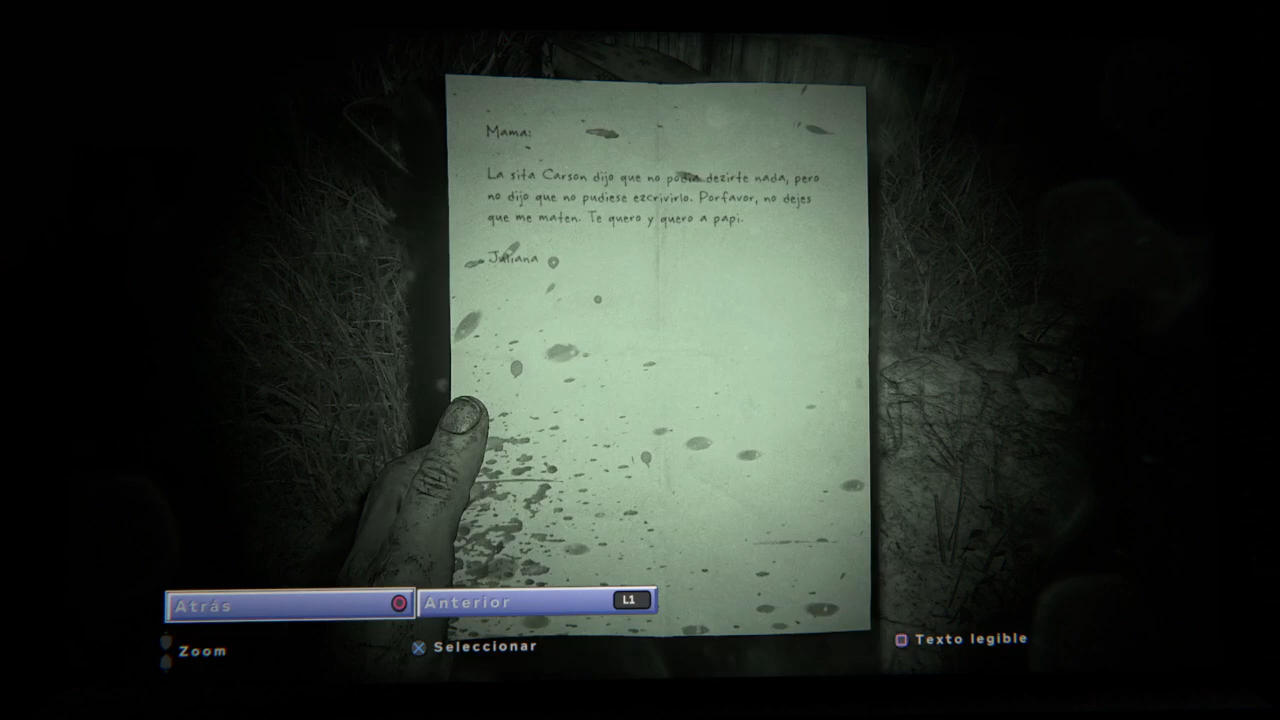 Mama:
La sita Carson dijo que no podia dezirte nada, pero
no dijo que no pudiese ezcrivirlo. Porfavor, no dejes
que me maten. Te quero y quero a papi.
Juliana
Atrás
Anterior L1
Zoom
Seleccionar
Texto legible